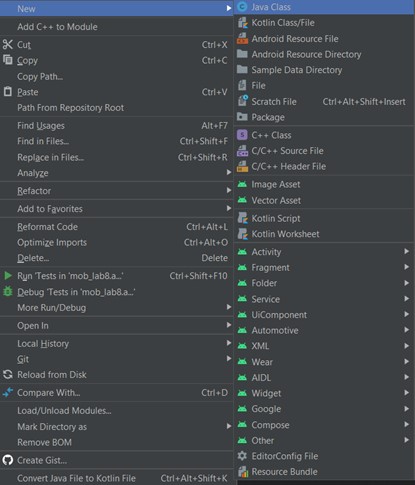 New
Add C++ to Module
Cut Ctrl+X
Copy Ctrl+C
Copy Path...
Paste Ctrl+V
Path From Repository Root
Find Usages Alt+F7
Find in Files... Ctrl+Shift+F
Replace in Files... Ctrl+Shift+R
Analyze
Refactor
Add to Favorites
Reformat Code Ctrl+Alt+L
Optimize Imports Ctrl+Alt+O
Delete... Delete
Run 'Tests in 'mob_lab8.a...'' Ctrl+Shift+F10
Debug 'Tests in 'mob_lab8.a...''
More Run/Debug
Open In
Local History
Git
Reload from Disk
Compare With... Ctrl+D
Load/Unload Modules...
Mark Directory as
Remove BOM
Create Gist...
Convert Java File to Kotlin File Ctrl+Alt+Shift+K
Java Class
Kotlin Class/File
Android Resource File
Android Resource Directory
Sample Data Directory
File
Scratch File Ctrl+Alt+Shift+Insert
Package
C++ Class
C/C++ Source File
C/C++ Header File
Image Asset
Vector Asset
Kotlin Script
Kotlin Worksheet
Activity
Fragment
Folder
Service
UiComponent
Automotive
XML
Wear
AIDL
Widget
Google
Compose
Other
EditorConfig File
Resource Bundle